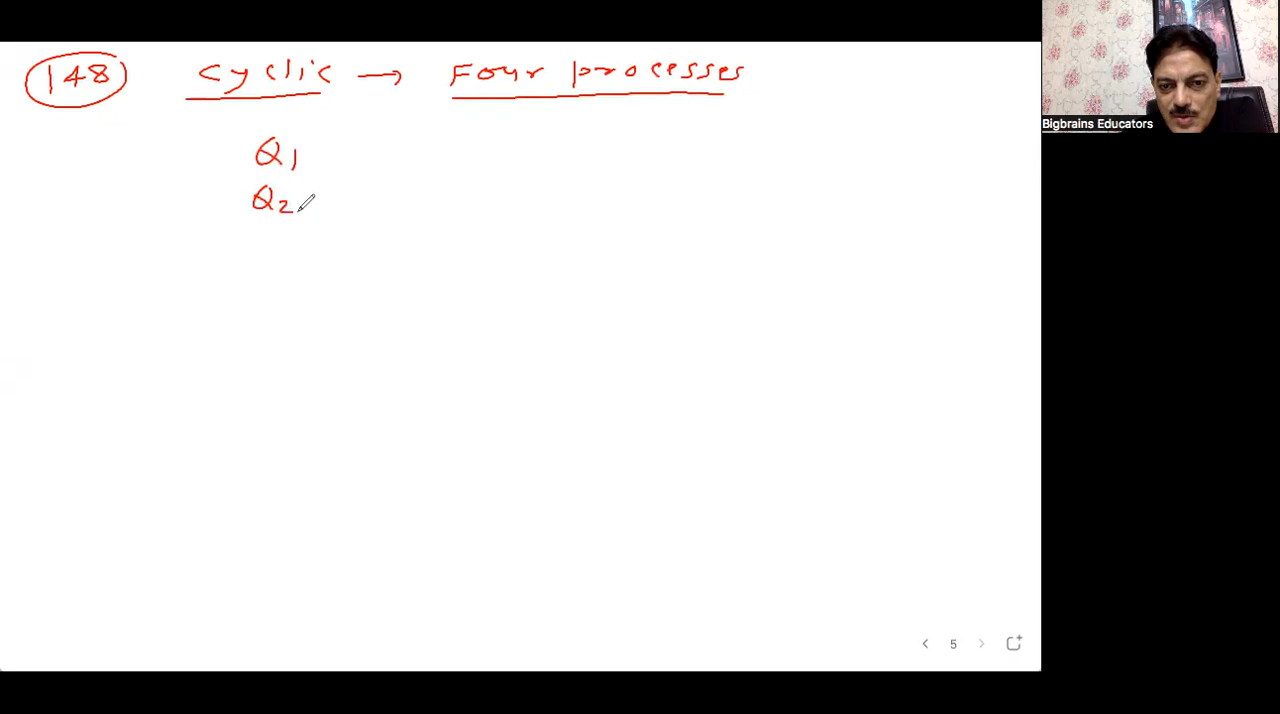 148 Cyclic → Four processes
Q1
Q2
Bigbrains Educators
5